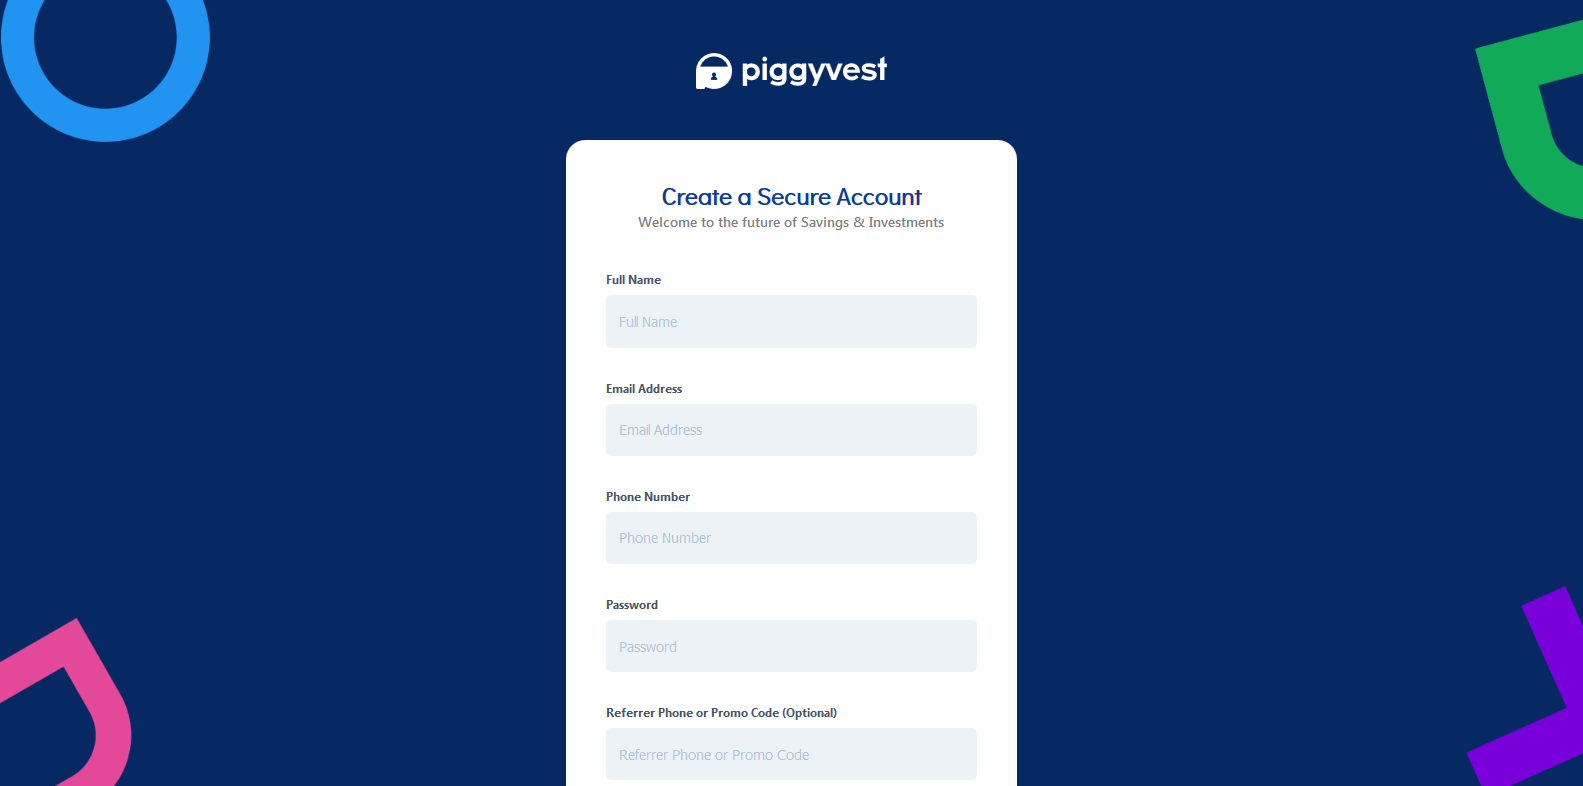 piggyvest
Create a Secure Account
Welcome to the future of Savings & Investments
Full Name
Full Name
Email Address
Email Address
Phone Number
Phone Number
Password
Password
Referrer Phone or Promo Code (Optional)
Referrer Phone or Promo Code